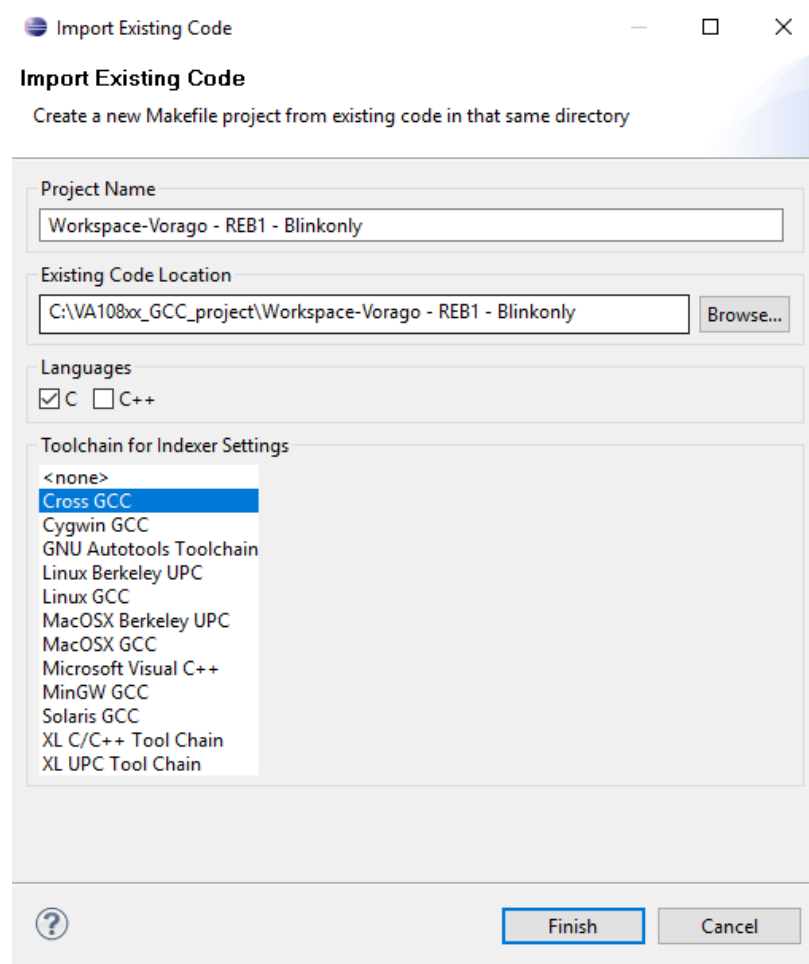 Import Existing Code
Import Existing Code
Create a new Makefile project from existing code in that same directory
Project Name
Workspace-Vorago - REB1 - Blinkonly
Existing Code Location
C:\VA108xx_GCC_project\Workspace-Vorago - REB1 - Blinkonly
Browse...
Languages
C C++
Toolchain for Indexer Settings
<none>
Cross GCC
Cygwin GCC
GNU Autotools Toolchain
Linux Berkeley UPC
Linux GCC
MacOSX Berkeley UPC
MacOSX GCC
Microsoft Visual C++
MinGW GCC
Solaris GCC
XL C/C++ Tool Chain
XL UPC Tool Chain
?
Finish Cancel